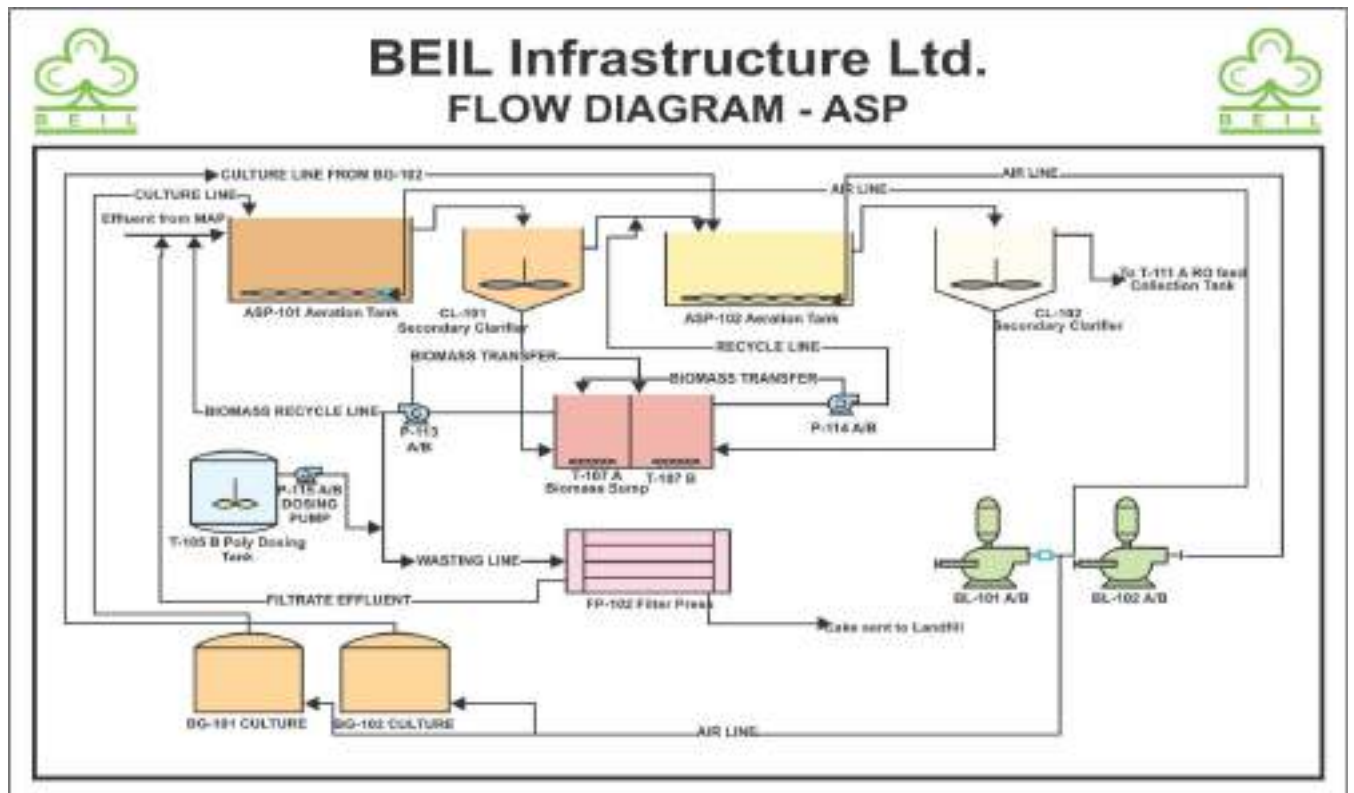 BEIL Infrastructure Ltd.
FLOW DIAGRAM - ASP
BEIL
BEIL
CULTURE LINE FROM BG-102
AIR LINE
CULTURE LINE
AIR LINE
Effluent from MAP
To T-111 A RO feed
Collection Tank
ASP-101 Aeration Tank
CL-101
Secondary Clarifier
ASP-102 Aeration Tank
CL-102
Secondary Clarifier
RECYCLE LINE
BIOMASS TRANSFER
BIOMASS TRANSFER
BIOMASS RECYCLE LINE
P-113
A/B
P-114 A/B
T-107 A
T-107 B
Biomass Sump
P-115 A/B
DOSING
PUMP
T-105 B Poly Dosing
Tank
WASTING LINE
FILTRATE EFFLUENT
FP-102 Filter Press
BL-101 A/B
BL-102 A/B
Cake sent to Landfill
BG-101 CULTURE
BG-102 CULTURE
AIR LINE